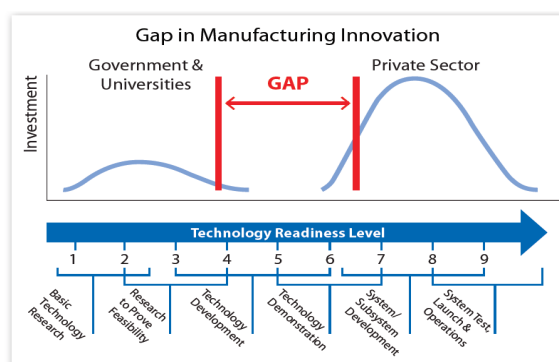 Gap in Manufacturing Innovation
Government &
Universities
GAP
Private Sector
Investment
Technology Readiness Level
1 2 3 4 5 6 7 8 9
Basic
Technology
Research
Research
to Prove
Feasibility
Technology
Development
Technology
Demonstration
System/
Subsystem
Development
System Test,
Launch &
Operations